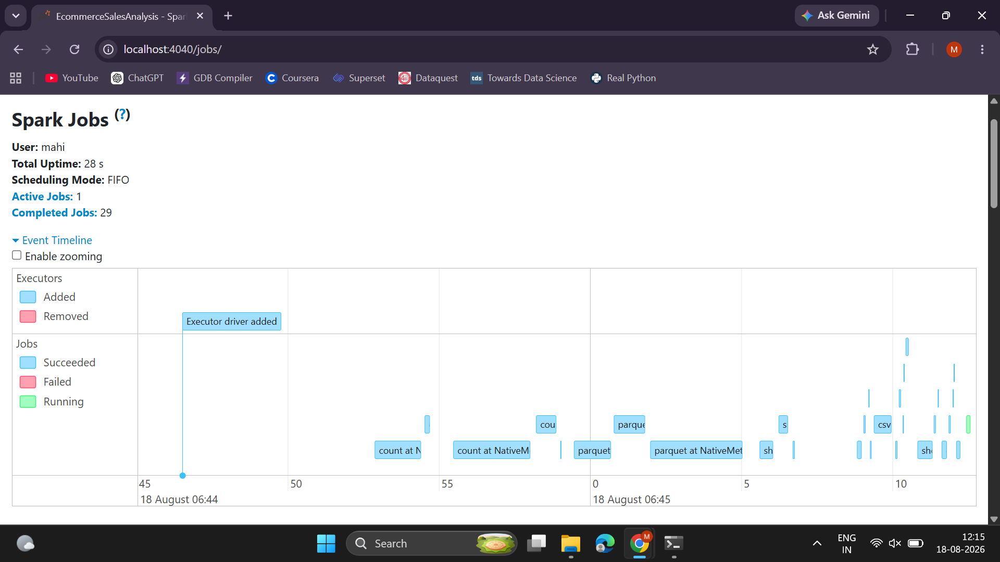 EcommerceSalesAnalysis - Spar
Ask Gemini
localhost:4040/jobs/
M
YouTube
ChatGPT
GDB Compiler
Coursera
Superset
Dataquest
tds Towards Data Science
Real Python
Spark Jobs (?)
User: mahi
Total Uptime: 28 s
Scheduling Mode: FIFO
Active Jobs: 1
Completed Jobs: 29
Event Timeline
Enable zooming
Executors
Added
Removed
Executor driver added
Jobs
Succeeded
Failed
Running
cou
parque
s
csv
count at N
count at NativeM
parquet
parquet at NativeMet
sh
sh
45
50
55
0
5
10
18 August 06:44
18 August 06:45
Search
M
ENG
IN
12:15
18-08-2026